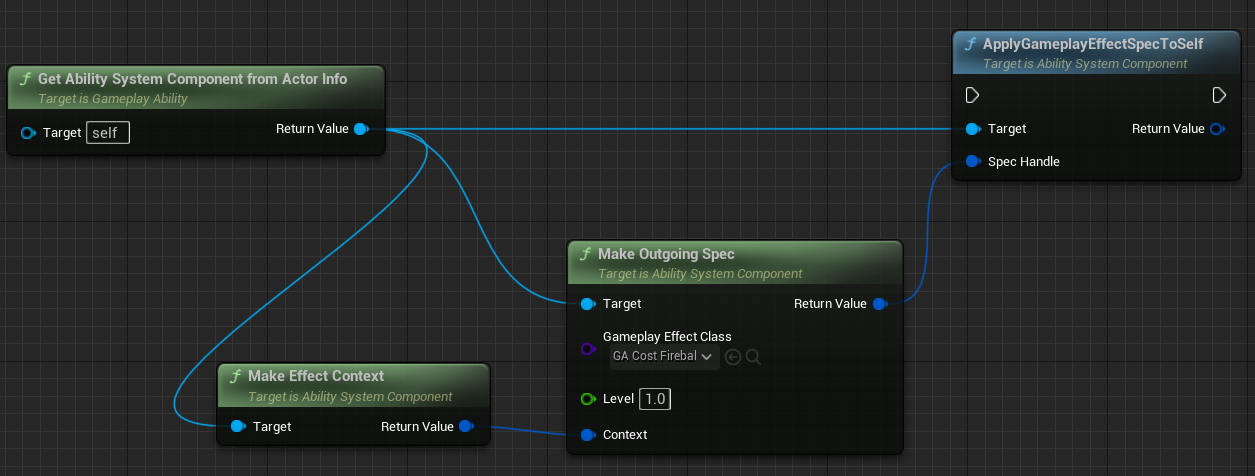 Get Ability System Component from Actor Info
Target is Gameplay Ability
Target self
Return Value
ApplyGameplayEffectSpecToSelf
Target is Ability System Component
Target
Return Value
Spec Handle
Make Outgoing Spec
Target is Ability System Component
Target
Return Value
Gameplay Effect Class
GA Cost Firebal
Level 1.0
Context
Make Effect Context
Target is Ability System Component
Target
Return Value